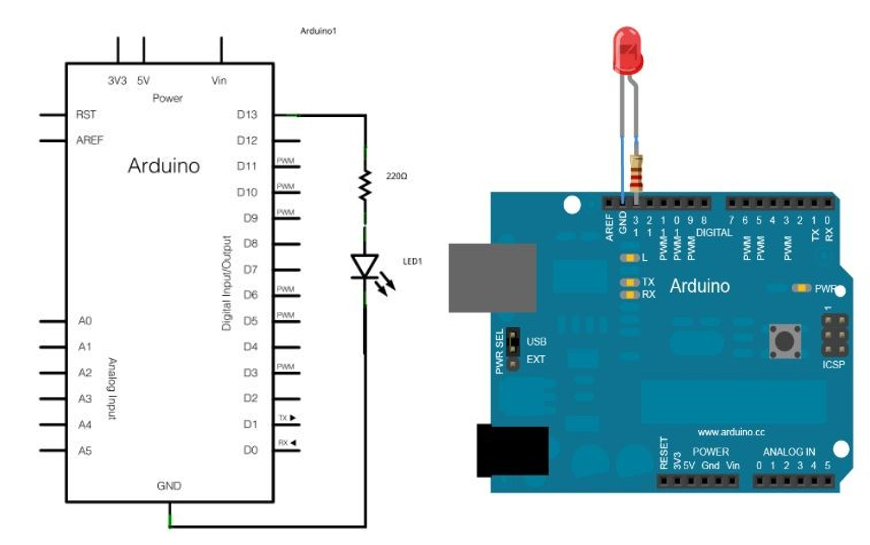 Arduino1
3V3 5V Vin
Power
RST D13
AREF D12
Arduino
D11 PWM
D10 PWM
D9 PWM
D8
D7
D6 PWM
Digital Input/Output
A0 D5 PWM
A1 D4
A2 D3 PWM
A3 D2
A4 D1 TX
A5 D0 RX
Analog Input
GND
220Ω
LED1
AREF
GND
13
12
PWM 11
PWM 10
PWM 9
8
DIGITAL
7
PWM 6
PWM 5
4
PWM 3
2
TX 1
RX 0
L
TX
RX
Arduino
PWR
PWR SEL
USB
EXT
1
ICSP
www.arduino.cc
POWER ANALOG IN
RESET 3V3 5V Gnd Vin 0 1 2 3 4 5